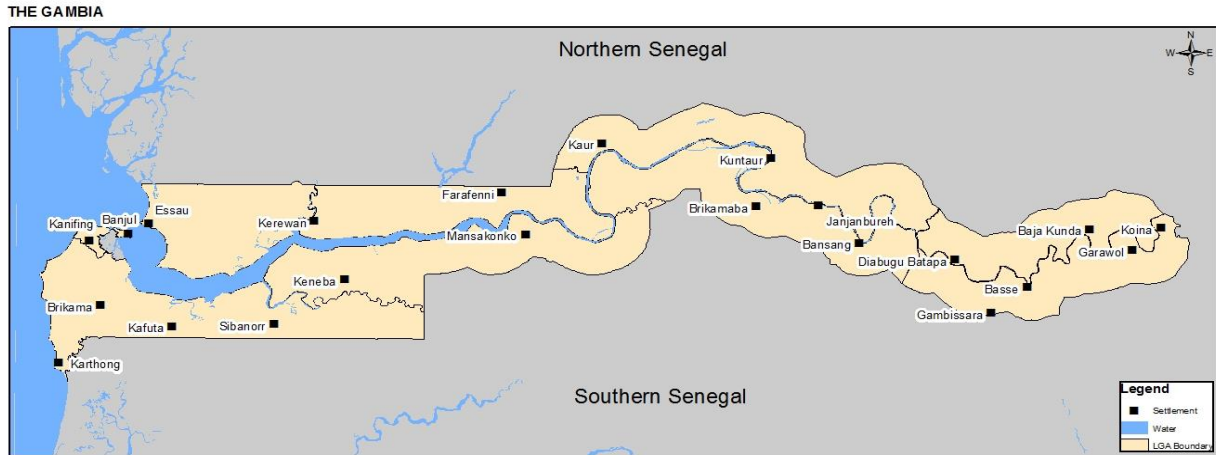 THE GAMBIA
Northern Senegal
N
W E
S
Kaur
Kuntaur
Farafenni
Brikamaba
Janjanbureh
Essau
Banjul
Kanifing
Kerewan
Mansakonko
Bansang
Baja Kunda
Koina
Garawol
Diabugu Batapa
Keneba
Basse
Brikama
Kafuta
Sibanorr
Gambissara
Karthong
Southern Senegal
Legend
Settlement
Water
LGA Boundary